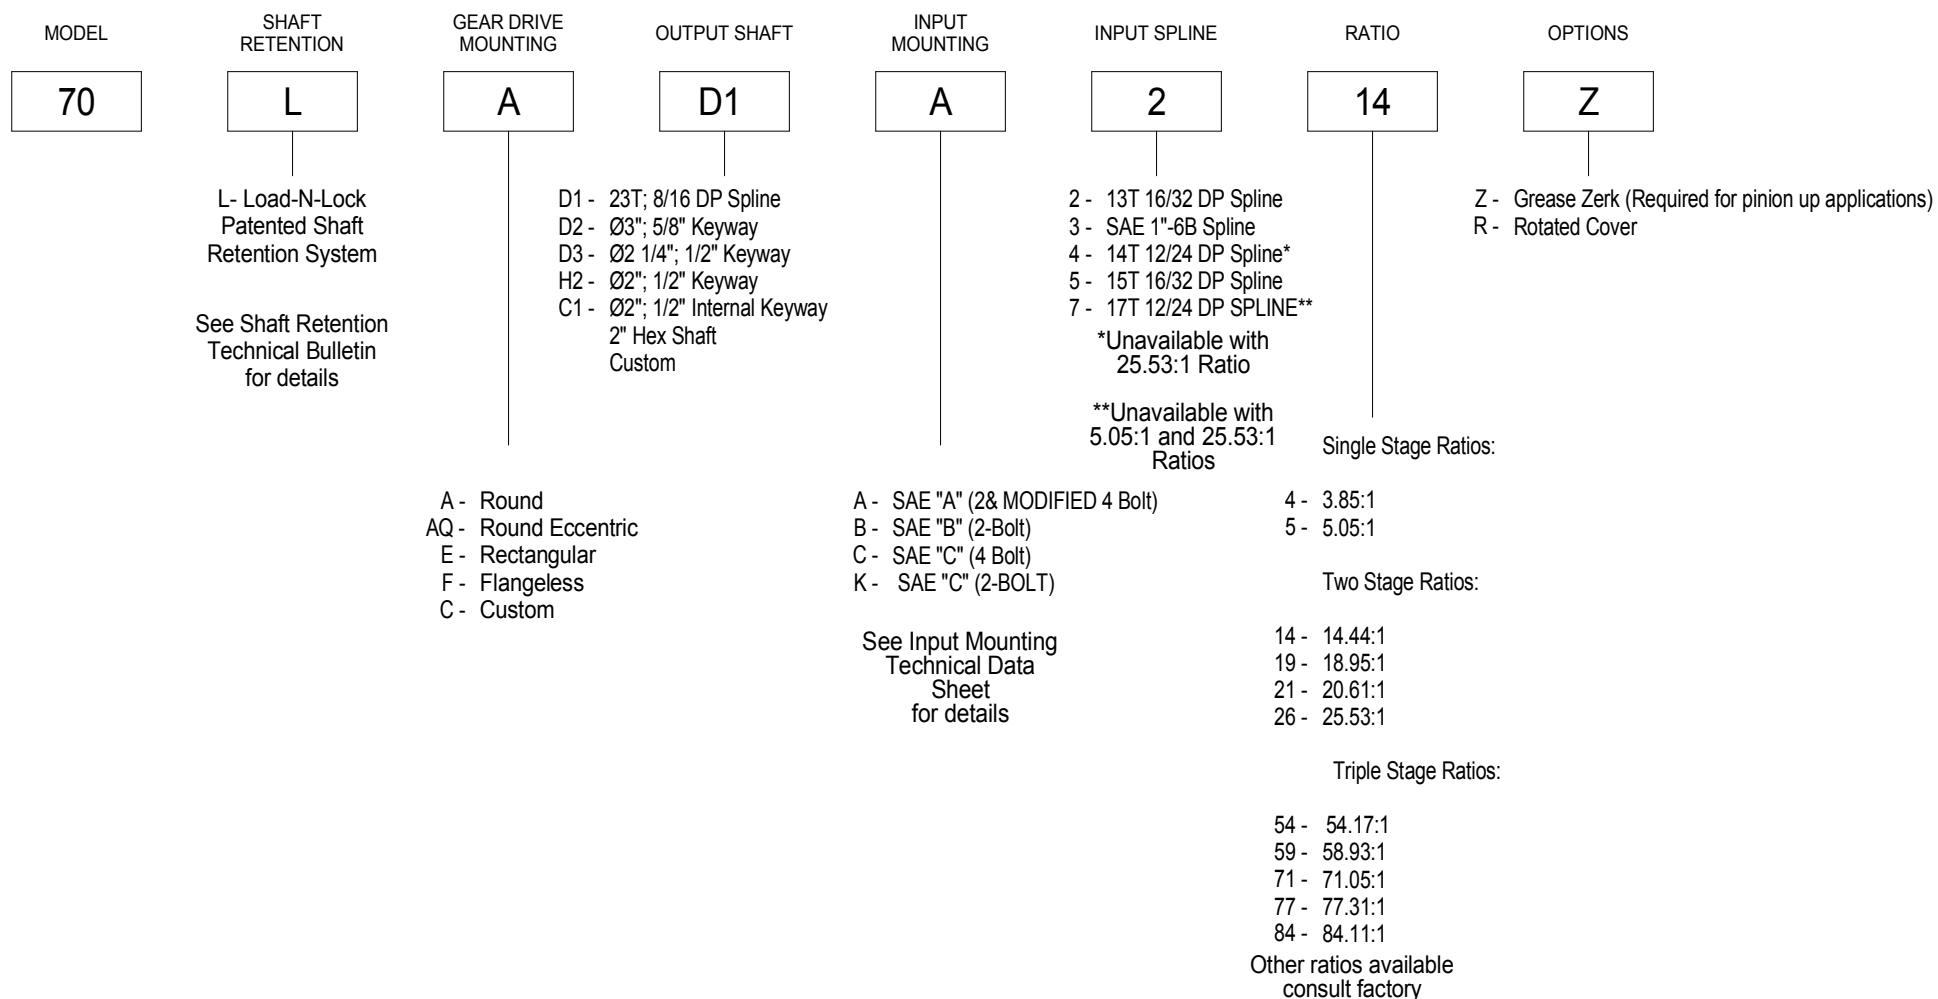 MODEL
SHAFT
RETENTION
GEAR DRIVE
MOUNTING
OUTPUT SHAFT
INPUT
MOUNTING
INPUT SPLINE
RATIO
OPTIONS
70
L
A
D1
A
2
14
Z
L- Load-N-Lock
Patented Shaft
Retention System
See Shaft Retention
Technical Bulletin
for details
A - Round
AQ - Round Eccentric
E - Rectangular
F - Flangeless
C - Custom
D1 - 23T; 8/16 DP Spline
D2 - Ø3"; 5/8" Keyway
D3 - Ø2 1/4"; 1/2" Keyway
H2 - Ø2"; 1/2" Keyway
C1 - Ø2"; 1/2" Internal Keyway
2" Hex Shaft
Custom
A - SAE "A" (2& MODIFIED 4 Bolt)
B - SAE "B" (2-Bolt)
C - SAE "C" (4 Bolt)
K - SAE "C" (2-BOLT)
See Input Mounting
Technical Data
Sheet
for details
2 - 13T 16/32 DP Spline
3 - SAE 1"-6B Spline
4 - 14T 12/24 DP Spline*
5 - 15T 16/32 DP Spline
7 - 17T 12/24 DP SPLINE**
*Unavailable with
25.53:1 Ratio
**Unavailable with
5.05:1 and 25.53:1
Ratios
Single Stage Ratios:
4 - 3.85:1
5 - 5.05:1
Two Stage Ratios:
14 - 14.44:1
19 - 18.95:1
21 - 20.61:1
26 - 25.53:1
Triple Stage Ratios:
54 - 54.17:1
59 - 58.93:1
71 - 71.05:1
77 - 77.31:1
84 - 84.11:1
Other ratios available
consult factory
Z - Grease Zerk (Required for pinion up applications)
R - Rotated Cover